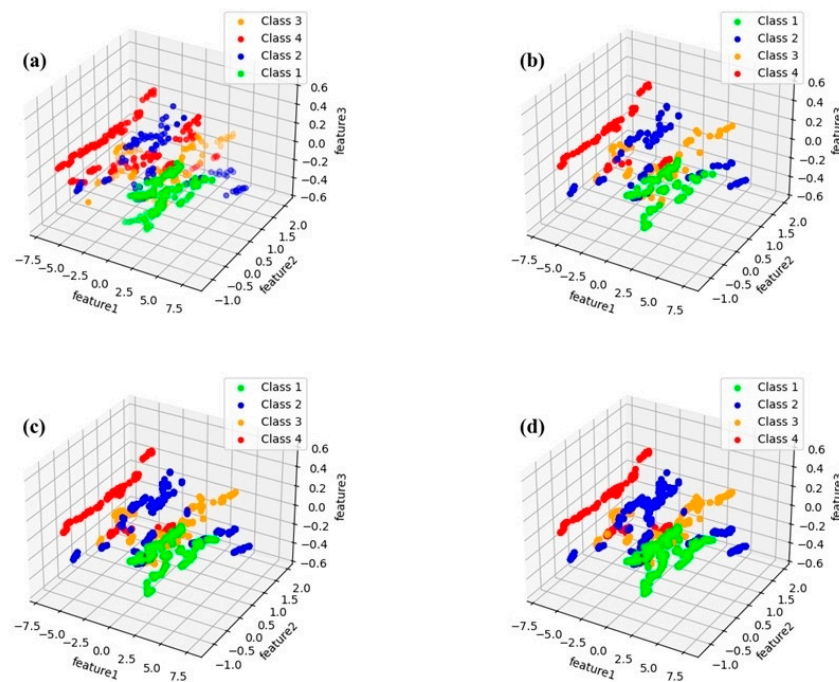 (a)
Class 3
Class 4
Class 2
Class 1
0.6
0.4
0.2
0.0
−0.2
−0.4
−0.6
feature3
2.0
1.5
1.0
0.5
0.0
−0.5
−1.0
feature2
−7.5
−5.0
−2.5
0.0
2.5
5.0
7.5
feature1
(b)
Class 1
Class 2
Class 3
Class 4
0.6
0.4
0.2
0.0
−0.2
−0.4
−0.6
feature3
2.0
1.5
1.0
0.5
0.0
−0.5
−1.0
feature2
−7.5
−5.0
−2.5
0.0
2.5
5.0
7.5
feature1
(c)
Class 1
Class 2
Class 3
Class 4
0.6
0.4
0.2
0.0
−0.2
−0.4
−0.6
feature3
2.0
1.5
1.0
0.5
0.0
−0.5
−1.0
feature2
−7.5
−5.0
−2.5
0.0
2.5
5.0
7.5
feature1
(d)
Class 1
Class 2
Class 3
Class 4
0.6
0.4
0.2
0.0
−0.2
−0.4
−0.6
feature3
2.0
1.5
1.0
0.5
0.0
−0.5
−1.0
feature2
−7.5
−5.0
−2.5
0.0
2.5
5.0
7.5
feature1